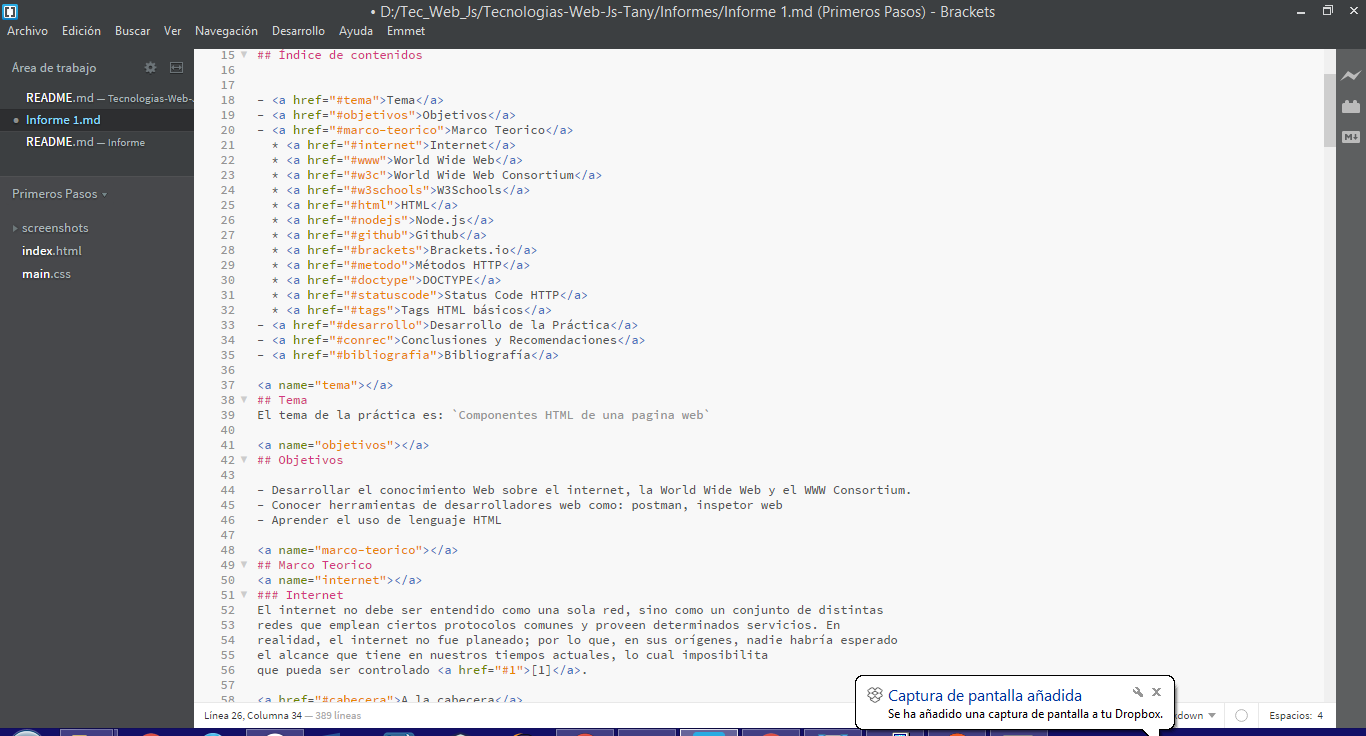 • D:/Tec_Web_Js/Tecnologias-Web-Js-Tany/Informes/Informe 1.md (Primeros Pasos) - Brackets
Archivo Edición Buscar Ver Navegación Desarrollo Ayuda Emmet
Área de trabajo
README.md — Tecnologias-Web-
Informe 1.md
README.md — Informe
Primeros Pasos
screenshots
index.html
main.css
15 ## Índice de contenidos
16
17
18 - <a href="#tema">Tema</a>
19 - <a href="#objetivos">Objetivos</a>
20 - <a href="#marco-teorico">Marco Teorico</a>
21 * <a href="#internet">Internet</a>
22 * <a href="#www">World Wide Web</a>
23 * <a href="#w3c">World Wide Web Consortium</a>
24 * <a href="#w3schools">W3Schools</a>
25 * <a href="#html">HTML</a>
26 * <a href="#nodejs">Node.js</a>
27 * <a href="#github">Github</a>
28 * <a href="#brackets">Brackets.io</a>
29 * <a href="#metodo">Métodos HTTP</a>
30 * <a href="#doctype">DOCTYPE</a>
31 * <a href="#statuscode">Status Code HTTP</a>
32 * <a href="#tags">Tags HTML básicos</a>
33 - <a href="#desarrollo">Desarrollo de la Práctica</a>
34 - <a href="#conrec">Conclusiones y Recomendaciones</a>
35 - <a href="#bibliografia">Bibliografía</a>
36
37 <a name="tema"></a>
38 ## Tema
39 El tema de la práctica es: `Componentes HTML de una pagina web`
40
41 <a name="objetivos"></a>
42 ## Objetivos
43
44 - Desarrollar el conocimiento Web sobre el internet, la World Wide Web y el WWW Consortium.
45 - Conocer herramientas de desarrolladores web como: postman, inspetor web
46 - Aprender el uso de lenguaje HTML
47
48 <a name="marco-teorico"></a>
49 ## Marco Teorico
50 <a name="internet"></a>
51 ### Internet
52 El internet no debe ser entendido como una sola red, sino como un conjunto de distintas
53 redes que emplean ciertos protocolos comunes y proveen determinados servicios. En
54 realidad, el internet no fue planeado; por lo que, en sus orígenes, nadie habría esperado
55 el alcance que tiene en nuestros tiempos actuales, lo cual imposibilita
56 que pueda ser controlado <a href="#1">[1]</a>.
57
58 <a href="#cabecera">A la cabecera</a>
Captura de pantalla añadida
Se ha añadido una captura de pantalla a tu Dropbox.
Línea 26, Columna 34 — 389 líneas
kdown
Espacios: 4
M↓